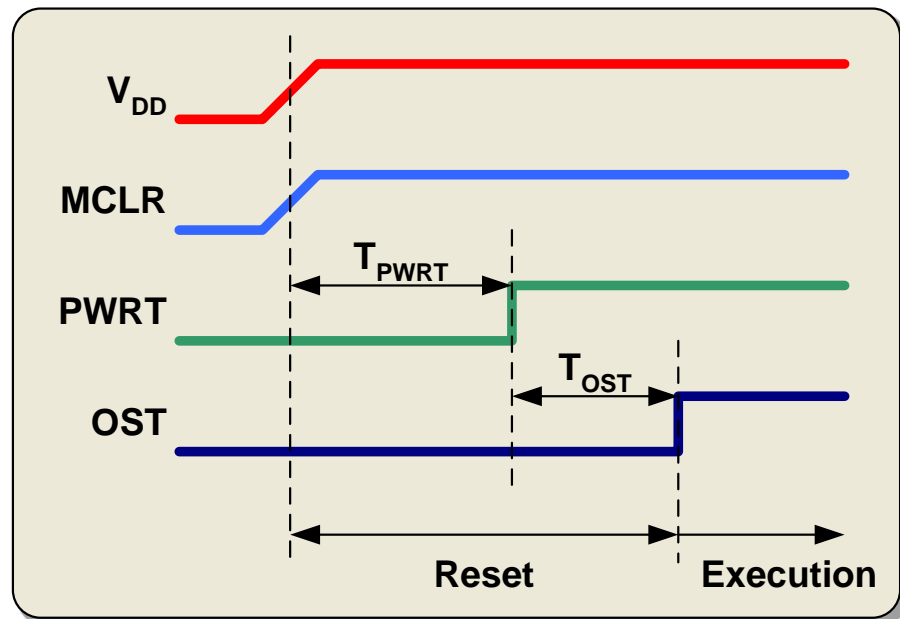 VDD
MCLR
TPWRT
PWRT
TOST
OST
Reset
Execution